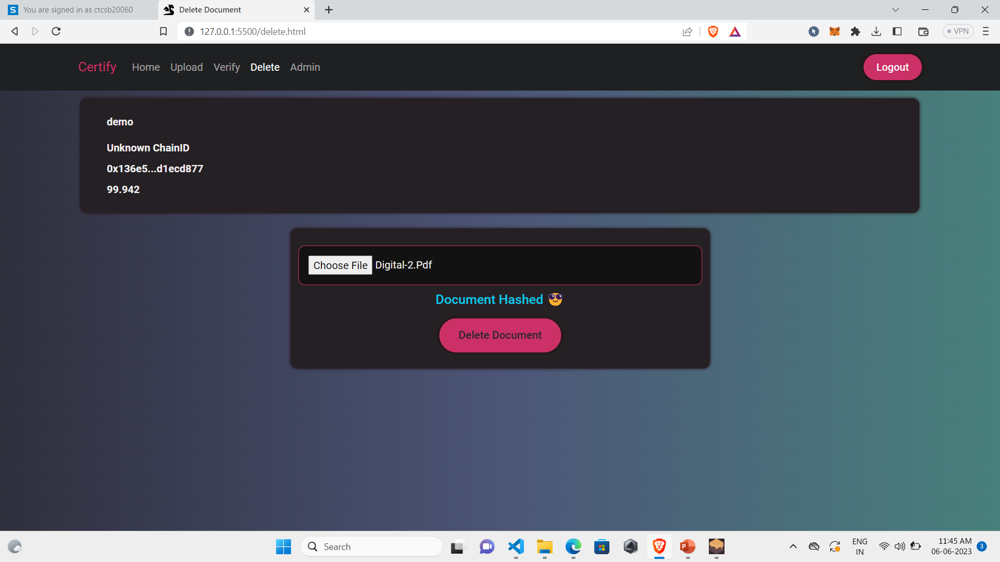 You are signed in as ctcsb20060
Delete Document
127.0.0.1:5500/delete.html
VPN
Certify
Home
Upload
Verify
Delete
Admin
Logout
demo
Unknown ChainID
0x136e5...d1ecd877
99.942
Choose File Digital-2.Pdf
Document Hashed 😎
Delete Document
Search
ENG
IN
11:45 AM
06-06-2023
3